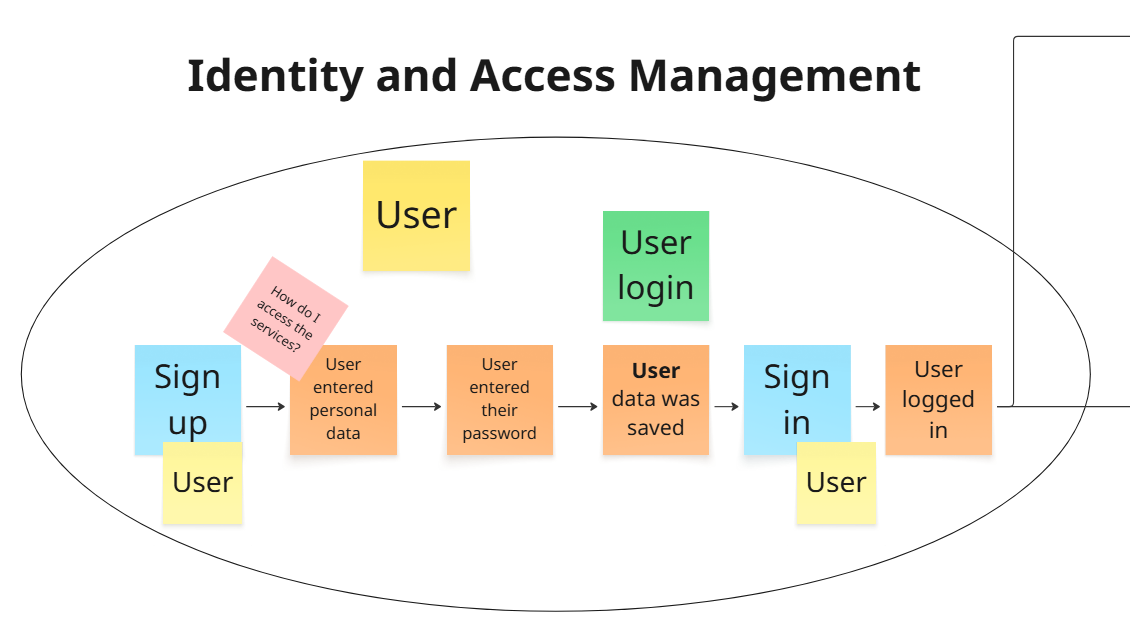 Identity and Access Management
User
User
login
How do I
access the
services?
Sign
up
User
User
entered
personal
data
User
entered
their
password
User
data was
saved
Sign
in
User
User
logged
in